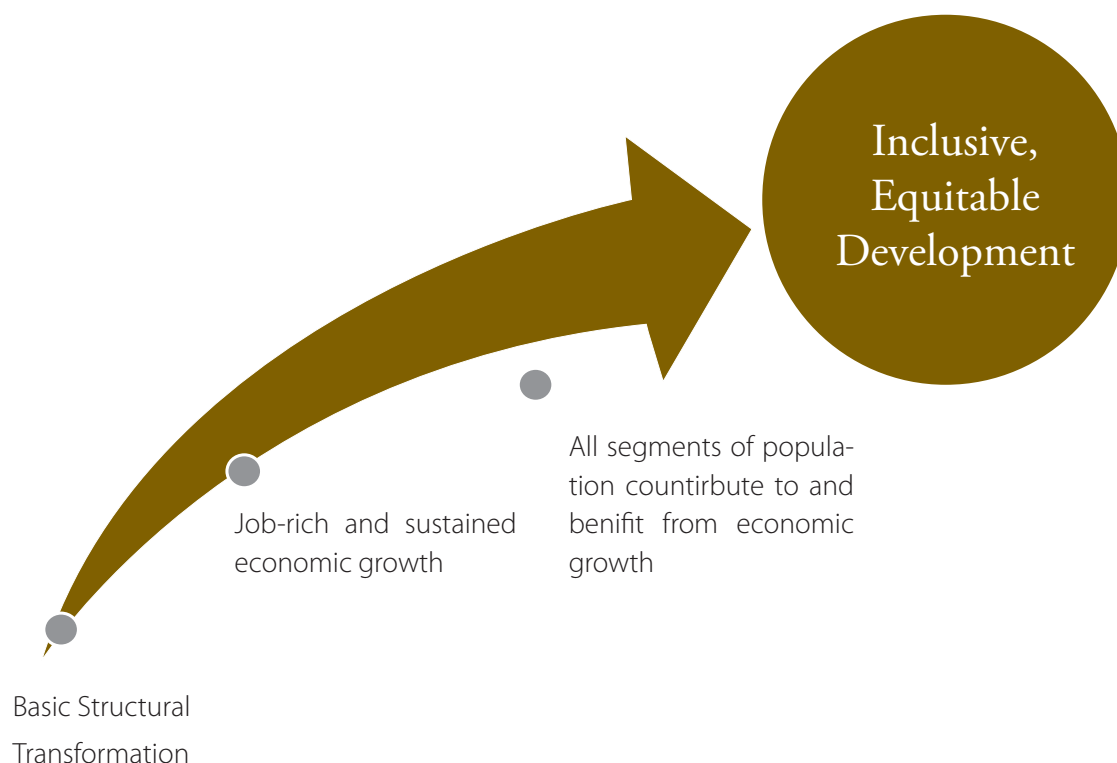 Inclusive,
Equitable
Development
All segments of popula-
tion countirbute to and
benifit from economic
growth
Job-rich and sustained
economic growth
Basic Structural
Transformation